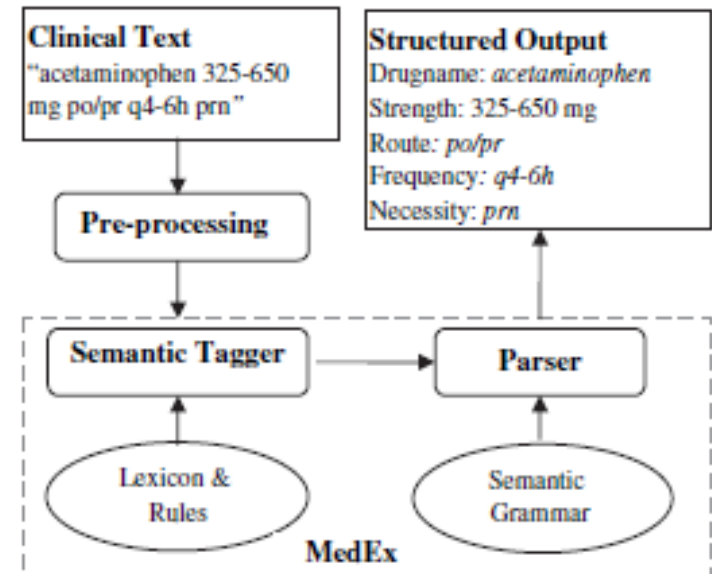 Clinical Text
“acetaminophen 325-650
mg po/pr q4-6h prn”
Structured Output
Drugname: acetaminophen
Strength: 325-650 mg
Route: po/pr
Frequency: q4-6h
Necessity: prn
Pre-processing
Semantic Tagger
Parser
Lexicon &
Rules
Semantic
Grammar
MedEx